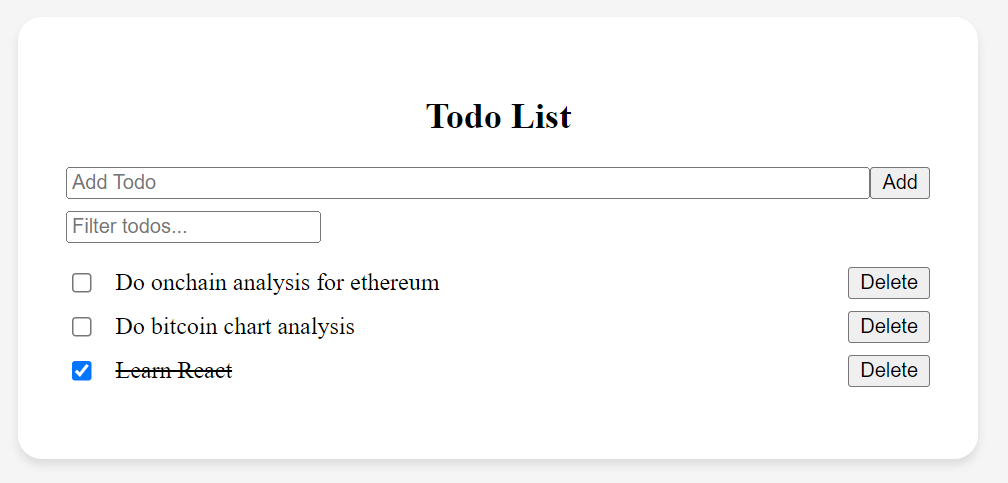 Todo List
Add Todo Add
Filter todos...
Do onchain analysis for ethereum Delete
Do bitcoin chart analysis Delete
Learn React Delete